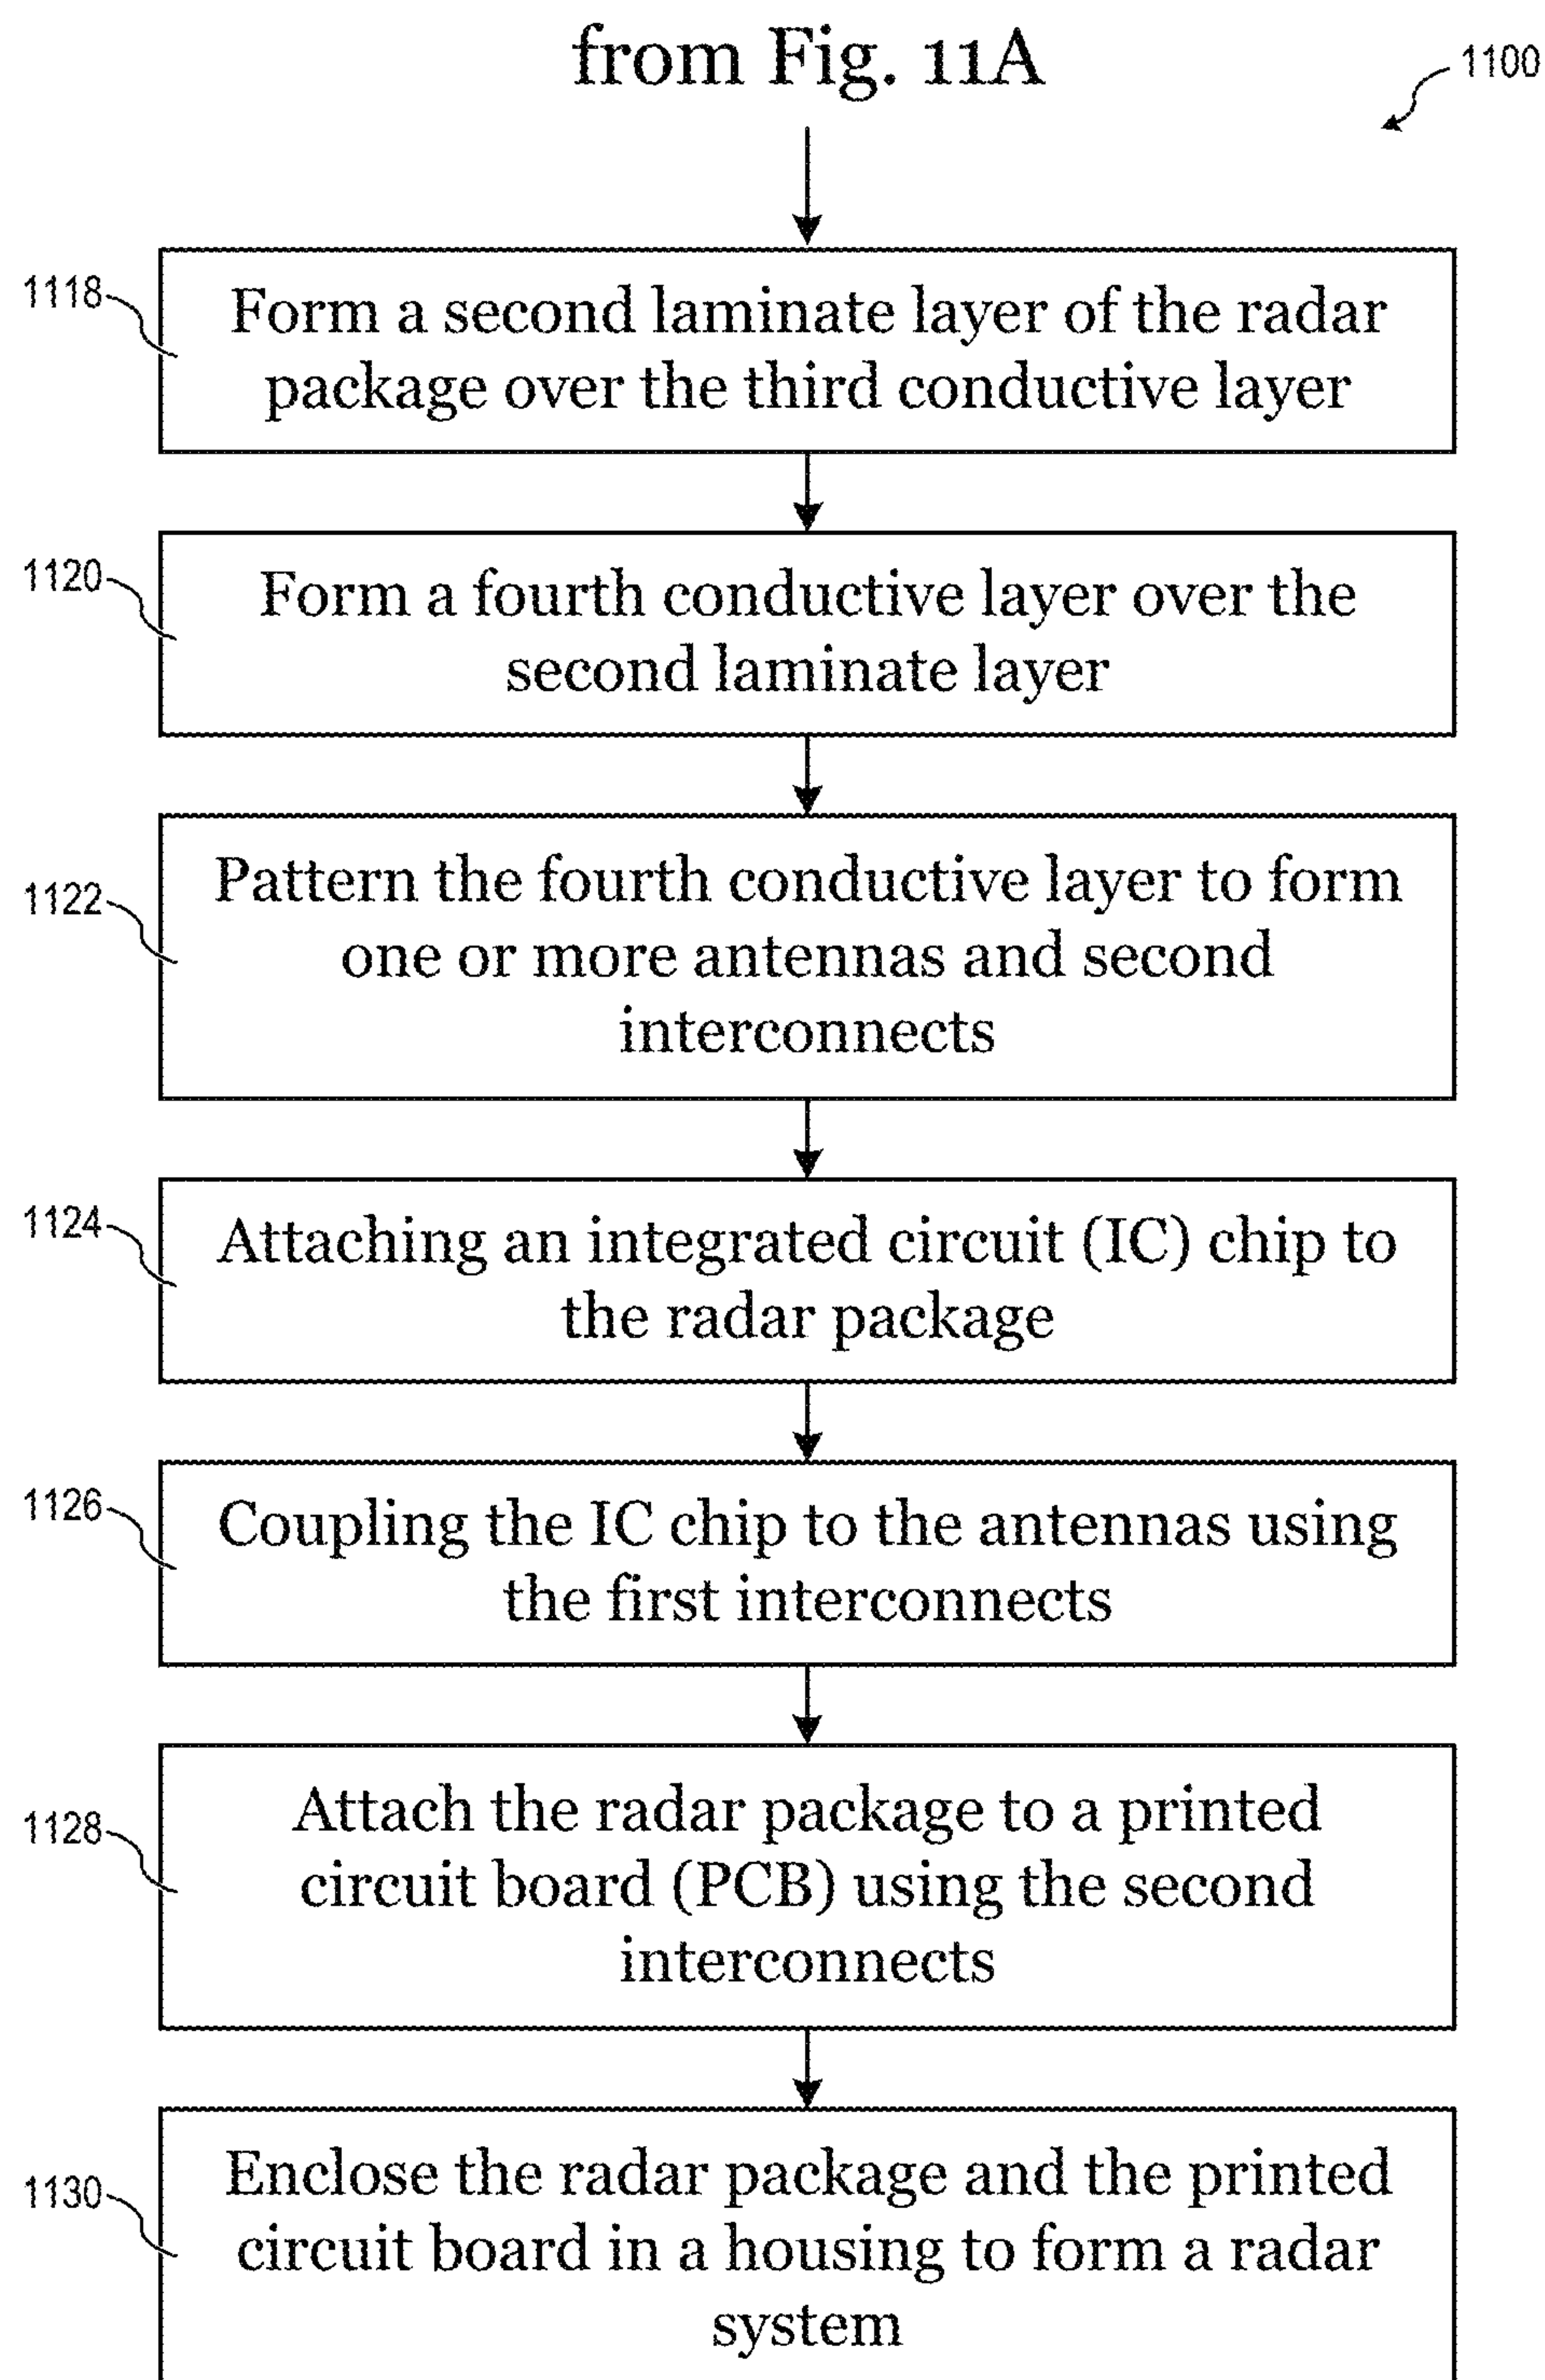 from Fig. 11A
1100
1118
Form a second laminate layer of the radar
package over the third conductive layer
1120
Form a fourth conductive layer over the
second laminate layer
1122
Pattern the fourth conductive layer to form
one or more antennas and second
interconnects
1124
Attaching an integrated circuit (IC) chip to
the radar package
1126
Coupling the IC chip to the antennas using
the first interconnects
1128
Attach the radar package to a printed
circuit board (PCB) using the second
interconnects
1130
Enclose the radar package and the printed
circuit board in a housing to form a radar
system